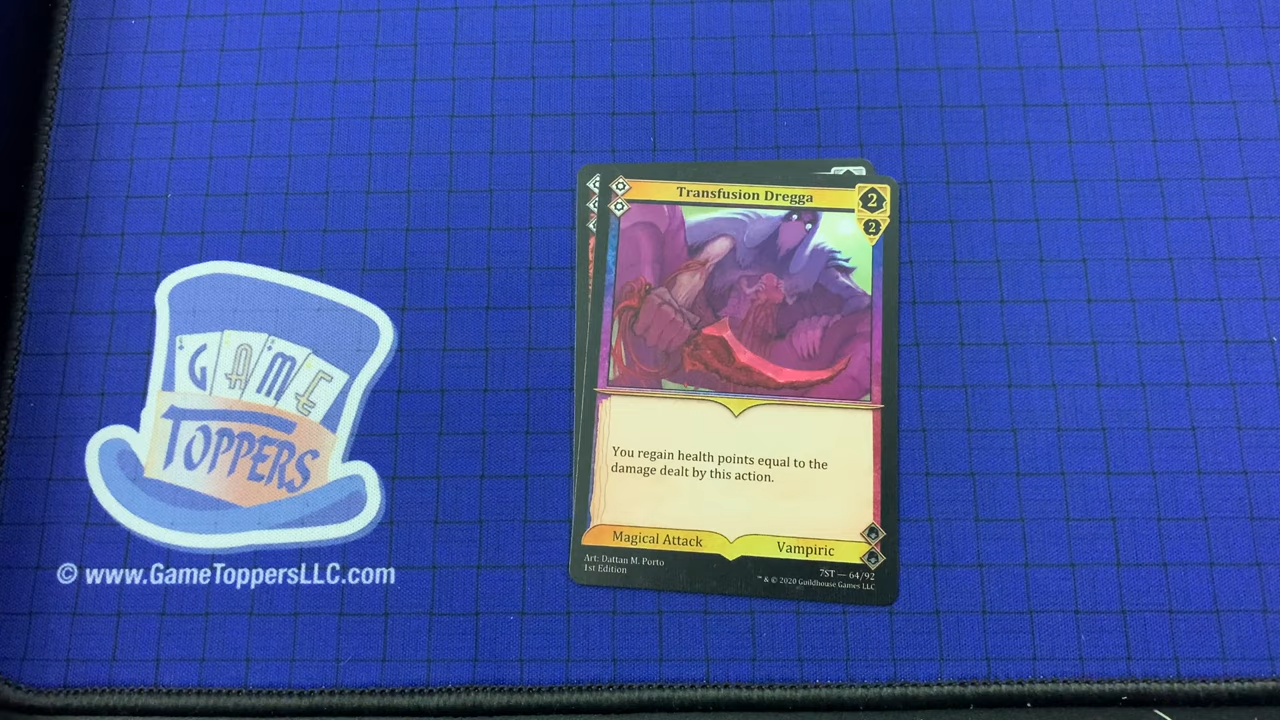 Transfusion Dregga
2
2
GAME
TOPPERS
© www.GameToppersLLC.com
You regain health points equal to the
damage dealt by this action.
Magical Attack
Vampiric
Art: Dattan M. Porto
1st Edition
7ST — 64/92
™ & © 2020 Guildhouse Games LLC